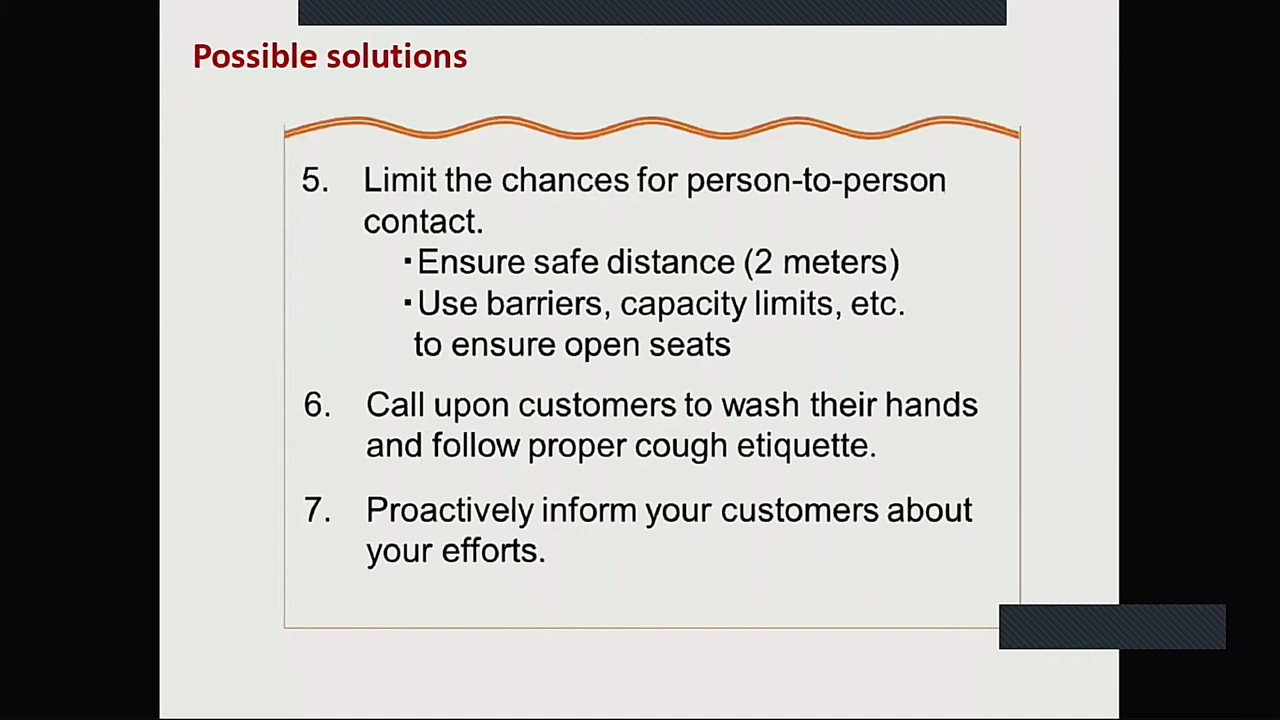 Possible solutions
5. Limit the chances for person-to-person
contact.
▪Ensure safe distance (2 meters)
▪Use barriers, capacity limits, etc.
to ensure open seats
6. Call upon customers to wash their hands
and follow proper cough etiquette.
7. Proactively inform your customers about
your efforts.